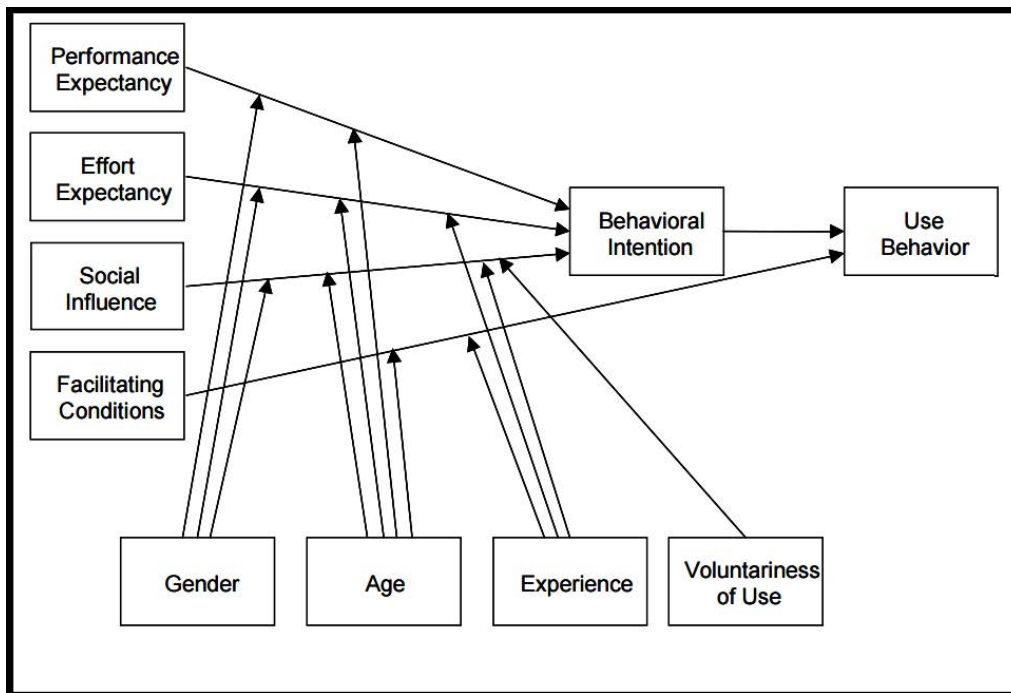 Performance
Expectancy
Effort
Expectancy
Social
Influence
Facilitating
Conditions
Behavioral
Intention
Use
Behavior
Gender
Age
Experience
Voluntariness
of Use